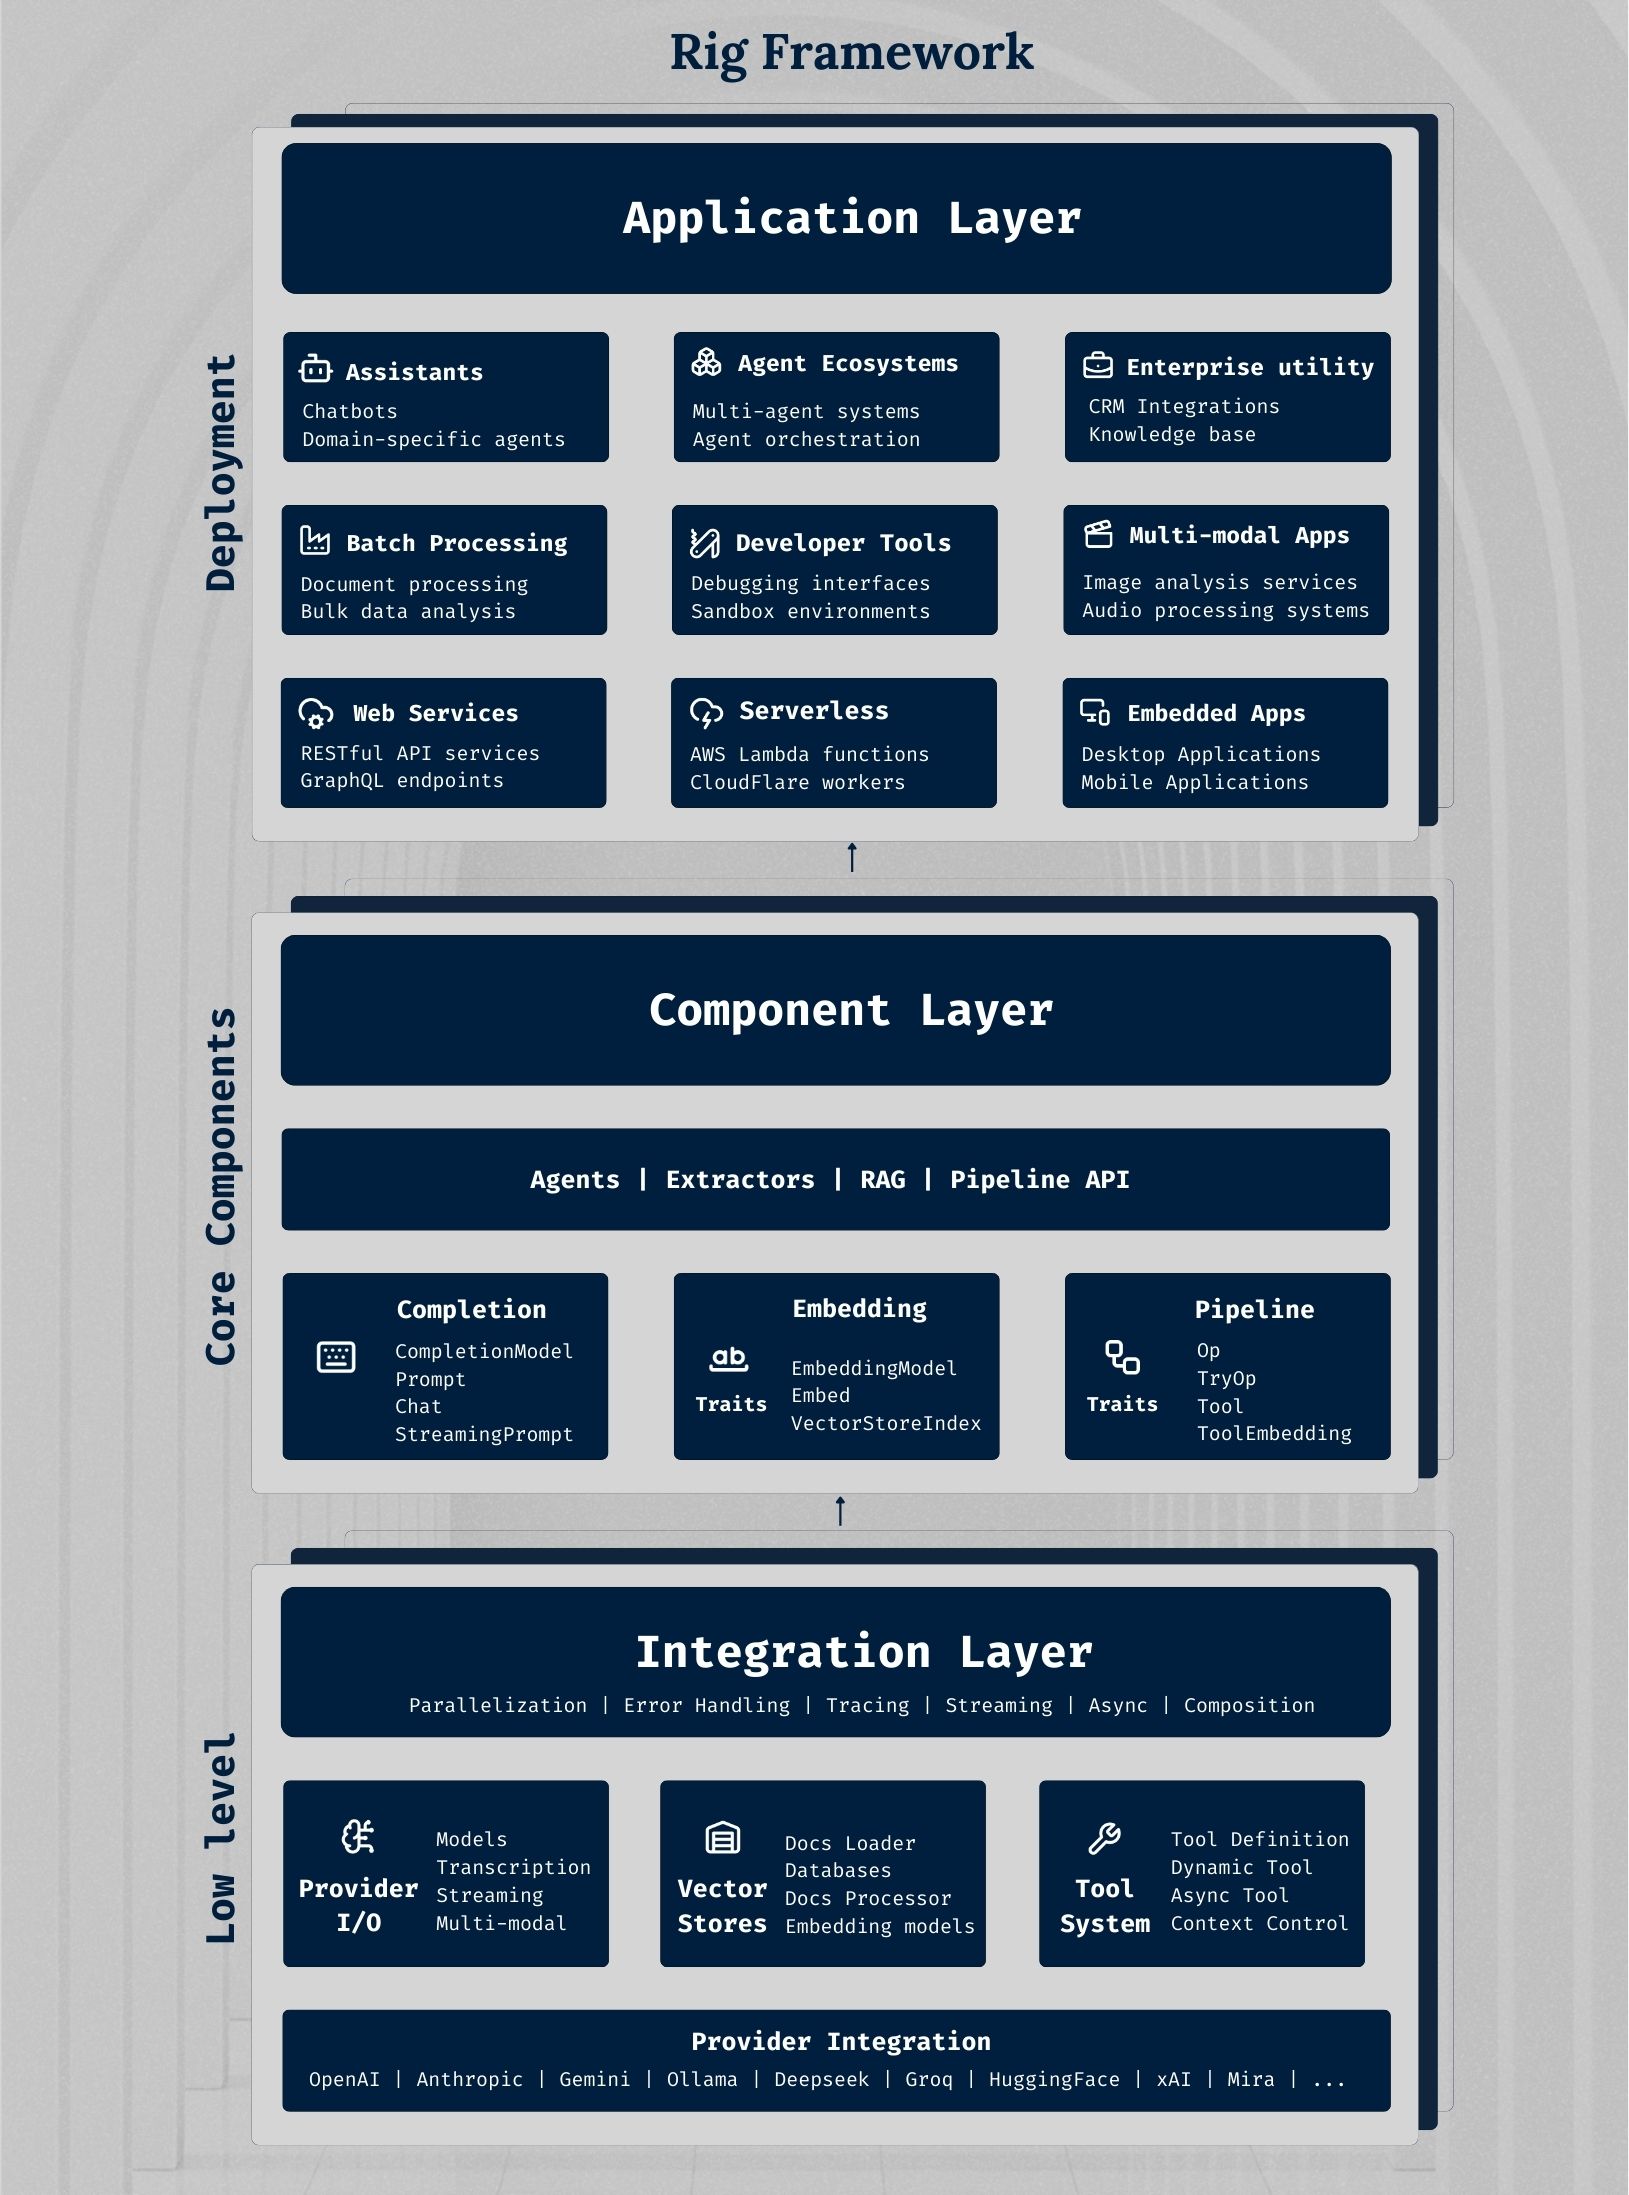 Rig Framework
Deployment
Application Layer
Assistants
Chatbots
Domain-specific agents
Agent Ecosystems
Multi-agent systems
Agent orchestration
Enterprise utility
CRM Integrations
Knowledge base
Batch Processing
Document processing
Bulk data analysis
Developer Tools
Debugging interfaces
Sandbox environments
Multi-modal Apps
Image analysis services
Audio processing systems
Web Services
RESTful API services
GraphQL endpoints
Serverless
AWS Lambda functions
CloudFlare workers
Embedded Apps
Desktop Applications
Mobile Applications
Core Components
Component Layer
Agents | Extractors | RAG | Pipeline API
Completion
CompletionModel
Prompt
Chat
StreamingPrompt
Embedding
ab
Traits
EmbeddingModel
Embed
VectorStoreIndex
Pipeline
Traits
Op
TryOp
Tool
ToolEmbedding
Low level
Integration Layer
Parallelization | Error Handling | Tracing | Streaming | Async | Composition
Provider
I/O
Models
Transcription
Streaming
Multi-modal
Vector
Stores
Docs Loader
Databases
Docs Processor
Embedding models
Tool
System
Tool Definition
Dynamic Tool
Async Tool
Context Control
Provider Integration
OpenAI | Anthropic | Gemini | Ollama | Deepseek | Groq | HuggingFace | xAI | Mira | ...